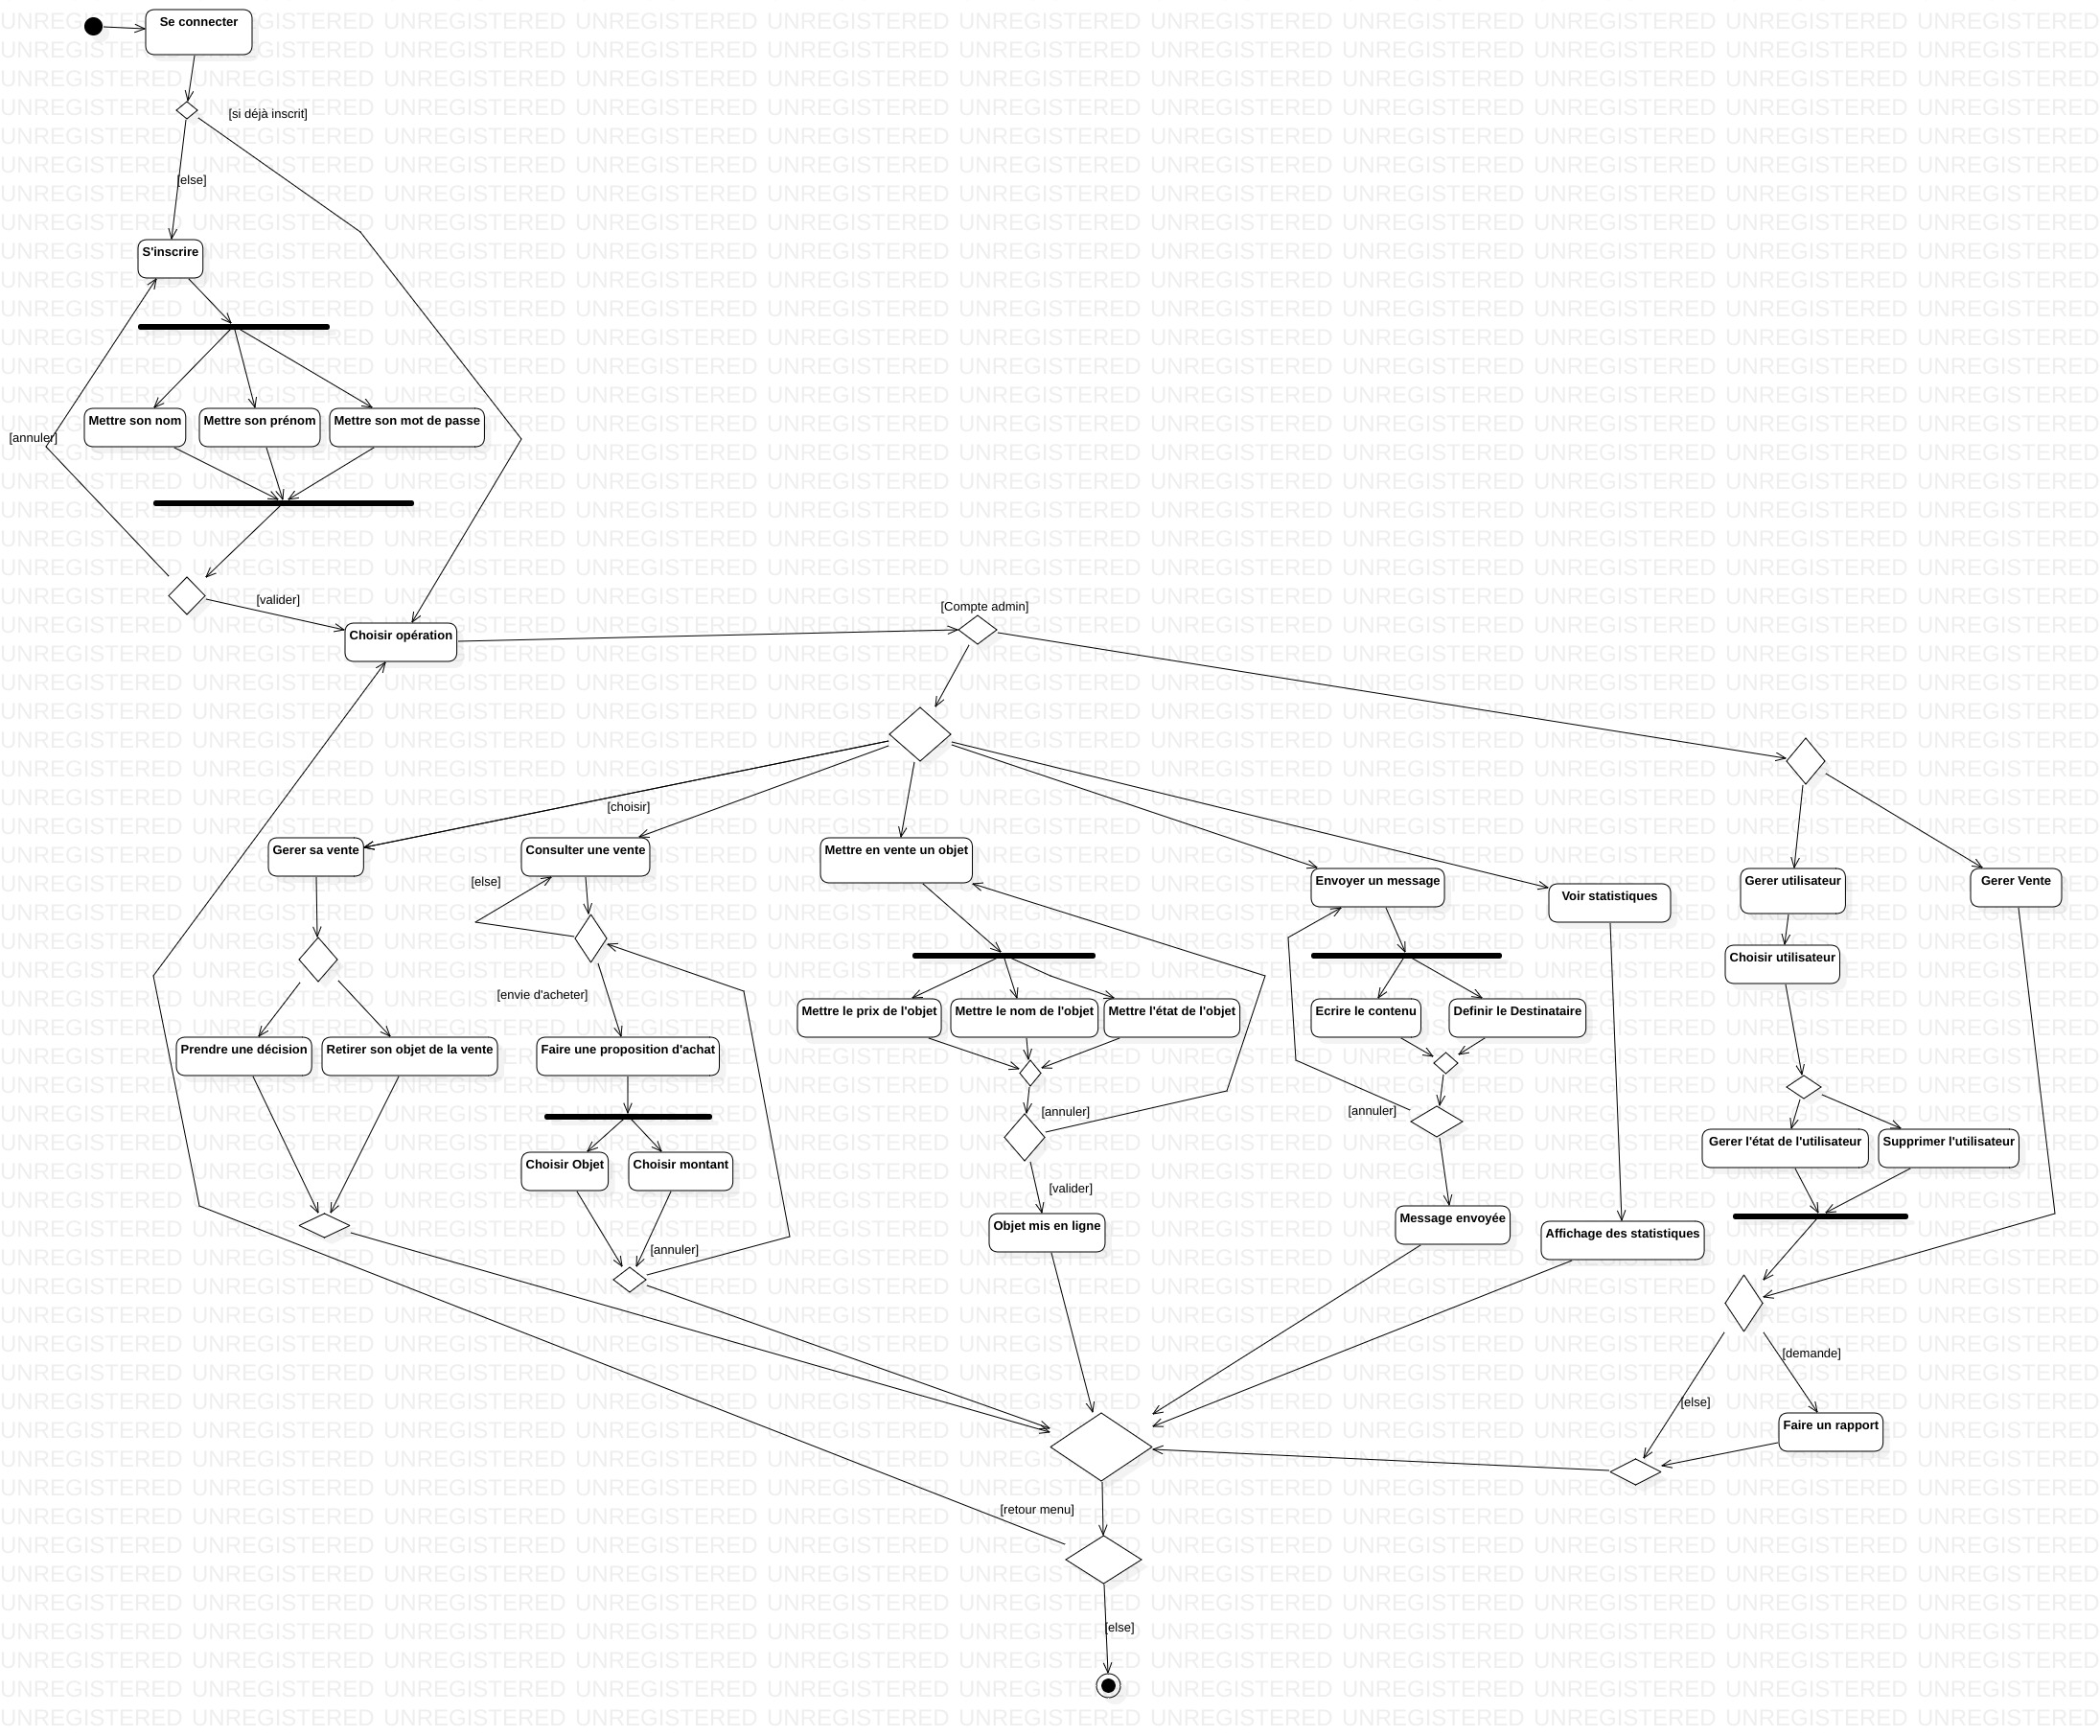 Se connecter
[si déjà inscrit]
[else]
S'inscrire
Mettre son nom
Mettre son prénom
Mettre son mot de passe
[annuler]
[valider]
[Compte admin]
Choisir opération
[choisir]
Gerer sa vente
Consulter une vente
Mettre en vente un objet
Envoyer un message
Voir statistiques
Gerer utilisateur
Gerer Vente
[else]
Choisir utilisateur
[envie d'acheter]
Mettre le prix de l'objet
Mettre le nom de l'objet
Mettre l'état de l'objet
Ecrire le contenu
Definir le Destinataire
Prendre une décision
Retirer son objet de la vente
Faire une proposition d'achat
[annuler]
[annuler]
Gerer l'état de l'utilisateur
Supprimer l'utilisateur
Choisir Objet
Choisir montant
[valider]
Objet mis en ligne
Message envoyée
Affichage des statistiques
[annuler]
[demande]
[else]
Faire un rapport
[retour menu]
[else]
UNREGISTERED